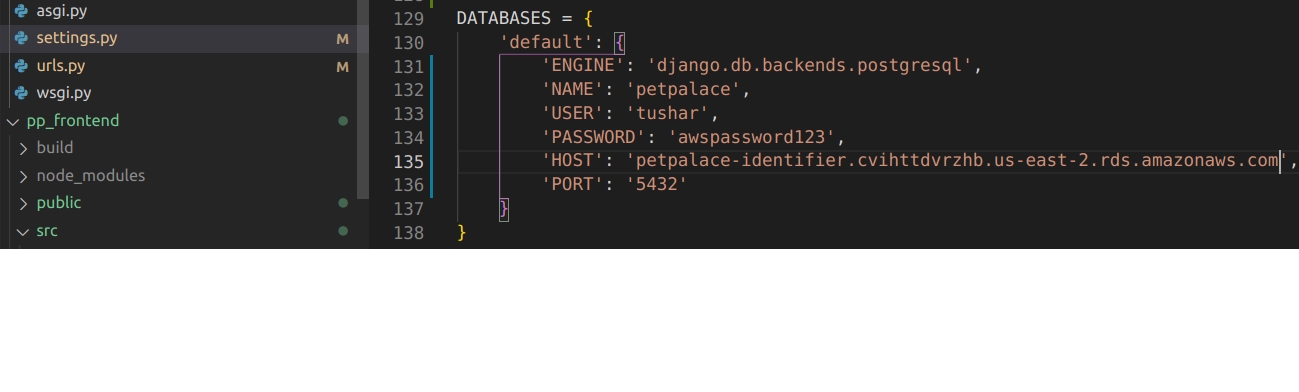 asgi.py
settings.py M
urls.py M
wsgi.py
pp_frontend
build
node_modules
public
src
129 DATABASES = {
130 'default': {
131 'ENGINE': 'django.db.backends.postgresql',
132 'NAME': 'petpalace',
133 'USER': 'tushar',
134 'PASSWORD': 'awspassword123',
135 'HOST': 'petpalace-identifier.cvihttdvrzhb.us-east-2.rds.amazonaws.com',
136 'PORT': '5432'
137 }
138 }